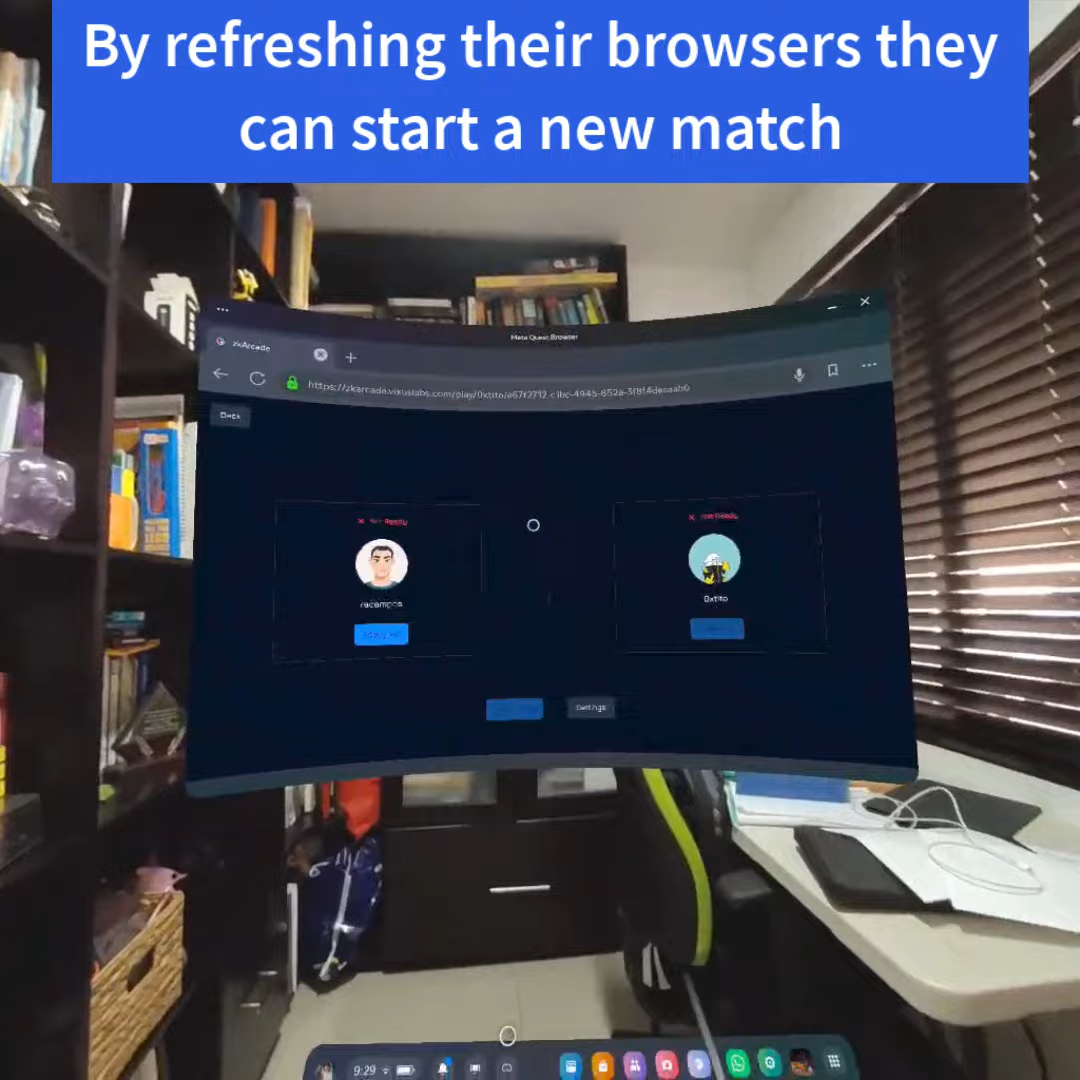 By refreshing their browsers they
can start a new match
Meta Quest Browser
zkArcade
Back
Not Ready
Not Ready
racampos
0xtito
Settings
9:29